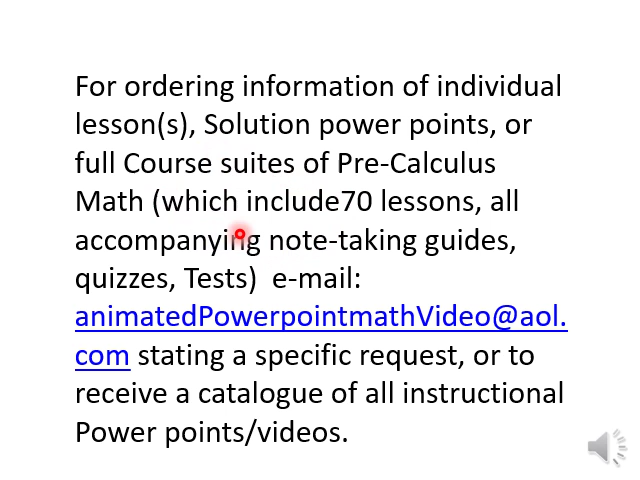 For ordering information of individual
lesson(s), Solution power points, or
full Course suites of Pre-Calculus
Math (which include70 lessons, all
accompanying note-taking guides,
quizzes, Tests)  e-mail:
animatedPowerpointmathVideo@aol.
com stating a specific request, or to
receive a catalogue of all instructional
Power points/videos.